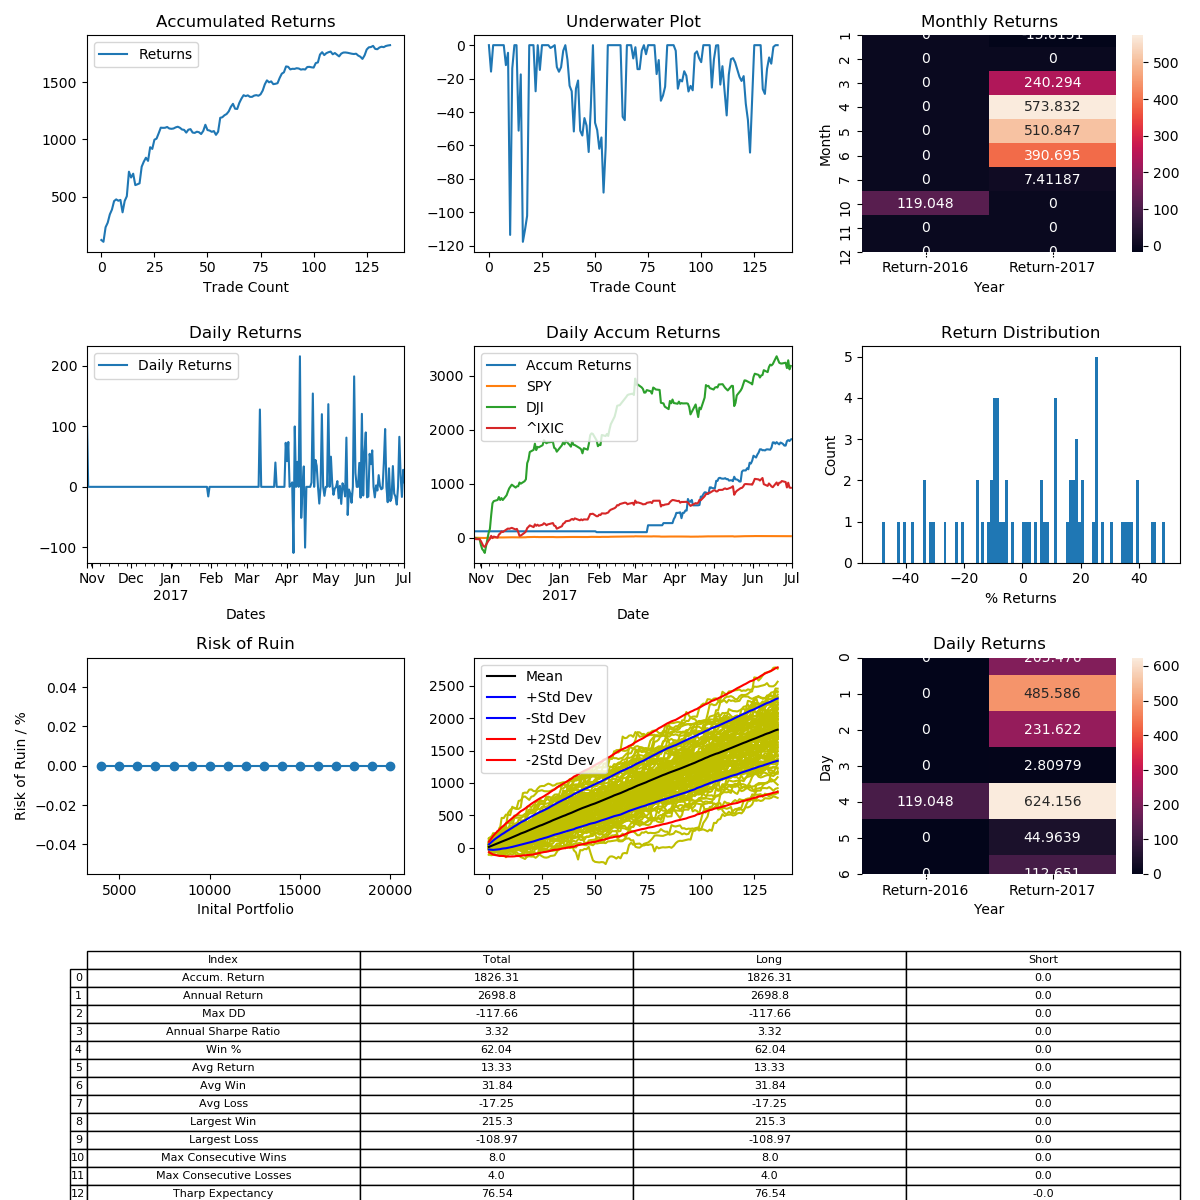 Accumulated Returns
Returns
500
1000
1500
0
25
50
75
100
125
Trade Count
Underwater Plot
0
−20
−40
−60
−80
−100
−120
0
25
50
75
100
125
Trade Count
Monthly Returns
Month
1
0
2
0
0
3
0
240.294
4
0
573.832
5
0
510.847
6
0
390.695
7
0
7.41187
10
119.048
0
11
0
0
12
0
0
Return-2016
Return-2017
Year
500
400
300
200
100
0
Daily Returns
Daily Returns
200
100
0
−100
Nov
Dec
Jan
2017
Feb
Mar
Apr
May
Jun
Jul
Dates
Daily Accum Returns
Accum Returns
SPY
DJI
^IXIC
3000
2000
1000
0
Nov
Dec
Jan
2017
Feb
Mar
Apr
May
Jun
Jul
Date
Return Distribution
Count
5
4
3
2
1
0
−40
−20
0
20
40
% Returns
Risk of Ruin
Risk of Ruin / %
0.04
0.02
0.00
−0.02
−0.04
5000
10000
15000
20000
Inital Portfolio
Mean
+Std Dev
-Std Dev
+2Std Dev
-2Std Dev
2500
2000
1500
1000
500
0
0
25
50
75
100
125
Daily Returns
Day
0
0
1
0
485.586
2
0
231.622
3
0
2.80979
4
119.048
624.156
5
0
44.9639
6
0
112.651
Return-2016
Return-2017
Year
600
500
400
300
200
100
0
Index Total Long Short
0 Accum. Return 1826.31 1826.31 0.0
1 Annual Return 2698.8 2698.8 0.0
2 Max DD -117.66 -117.66 0.0
3 Annual Sharpe Ratio 3.32 3.32 0.0
4 Win % 62.04 62.04 0.0
5 Avg Return 13.33 13.33 0.0
6 Avg Win 31.84 31.84 0.0
7 Avg Loss -17.25 -17.25 0.0
8 Largest Win 215.3 215.3 0.0
9 Largest Loss -108.97 -108.97 0.0
10 Max Consecutive Wins 8.0 8.0 0.0
11 Max Consecutive Losses 4.0 4.0 0.0
12 Tharp Expectancy 76.54 76.54 -0.0